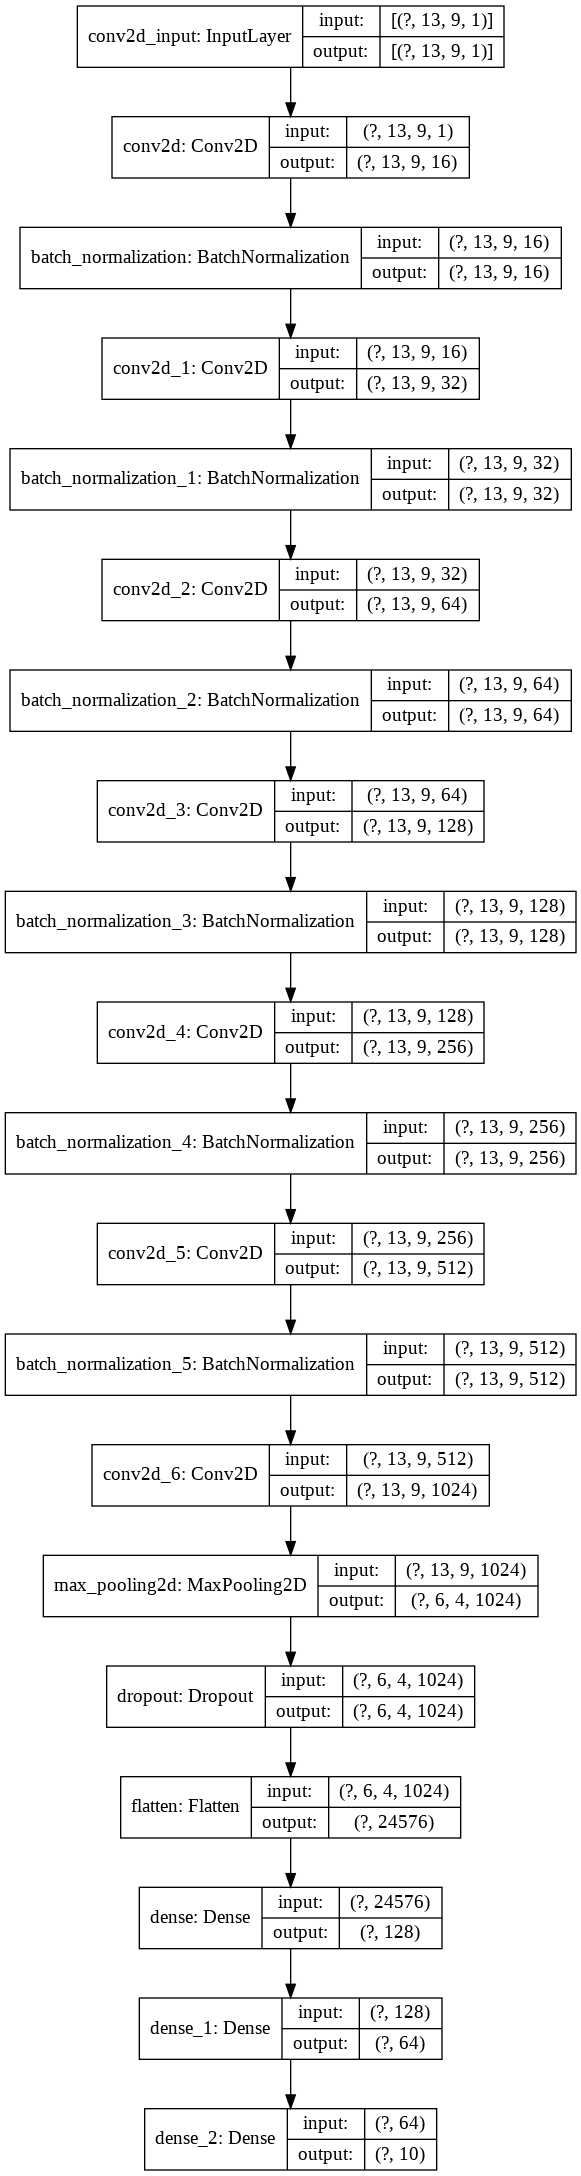 conv2d_input: InputLayer
input: [(?, 13, 9, 1)]
output: [(?, 13, 9, 1)]
conv2d: Conv2D
input: (?, 13, 9, 1)
output: (?, 13, 9, 16)
batch_normalization: BatchNormalization
input: (?, 13, 9, 16)
output: (?, 13, 9, 16)
conv2d_1: Conv2D
input: (?, 13, 9, 16)
output: (?, 13, 9, 32)
batch_normalization_1: BatchNormalization
input: (?, 13, 9, 32)
output: (?, 13, 9, 32)
conv2d_2: Conv2D
input: (?, 13, 9, 32)
output: (?, 13, 9, 64)
batch_normalization_2: BatchNormalization
input: (?, 13, 9, 64)
output: (?, 13, 9, 64)
conv2d_3: Conv2D
input: (?, 13, 9, 64)
output: (?, 13, 9, 128)
batch_normalization_3: BatchNormalization
input: (?, 13, 9, 128)
output: (?, 13, 9, 128)
conv2d_4: Conv2D
input: (?, 13, 9, 128)
output: (?, 13, 9, 256)
batch_normalization_4: BatchNormalization
input: (?, 13, 9, 256)
output: (?, 13, 9, 256)
conv2d_5: Conv2D
input: (?, 13, 9, 256)
output: (?, 13, 9, 512)
batch_normalization_5: BatchNormalization
input: (?, 13, 9, 512)
output: (?, 13, 9, 512)
conv2d_6: Conv2D
input: (?, 13, 9, 512)
output: (?, 13, 9, 1024)
max_pooling2d: MaxPooling2D
input: (?, 13, 9, 1024)
output: (?, 6, 4, 1024)
dropout: Dropout
input: (?, 6, 4, 1024)
output: (?, 6, 4, 1024)
flatten: Flatten
input: (?, 6, 4, 1024)
output: (?, 24576)
dense: Dense
input: (?, 24576)
output: (?, 128)
dense_1: Dense
input: (?, 128)
output: (?, 64)
dense_2: Dense
input: (?, 64)
output: (?, 10)